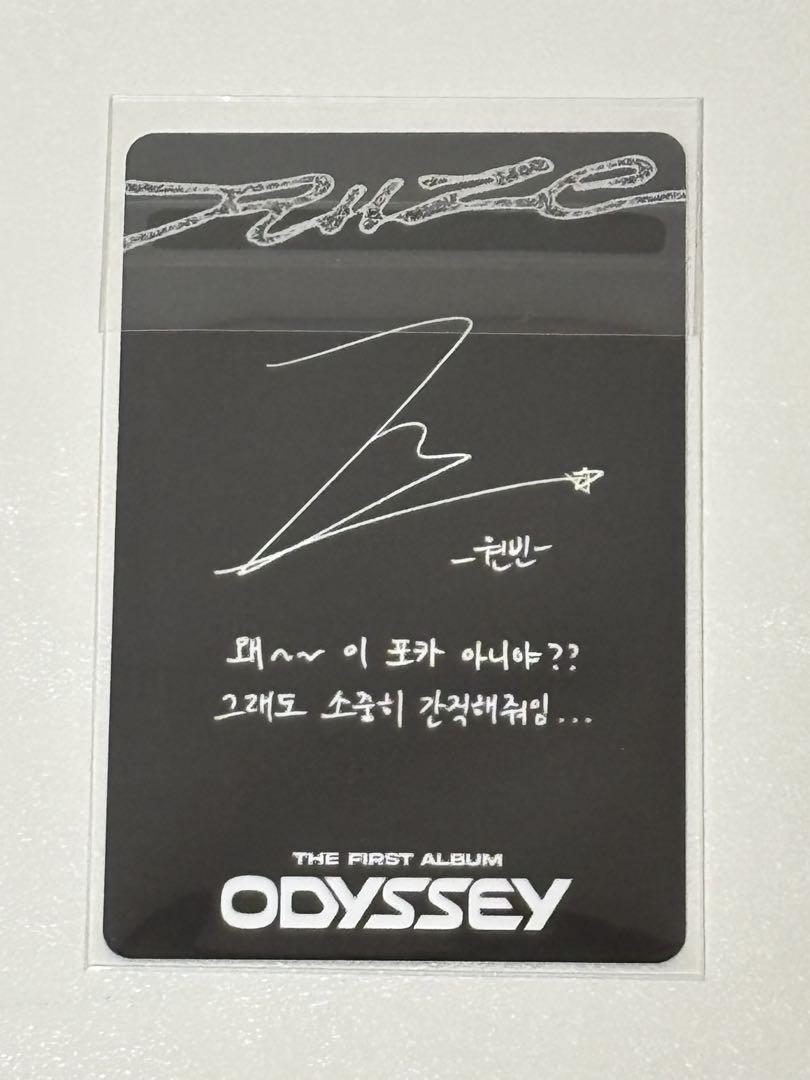 RIIZE
-원빈-
왜~~ 이 포카 아니야??
그래도 소중히 간직해줘잉...
THE FIRST ALBUM
ODYSSEY